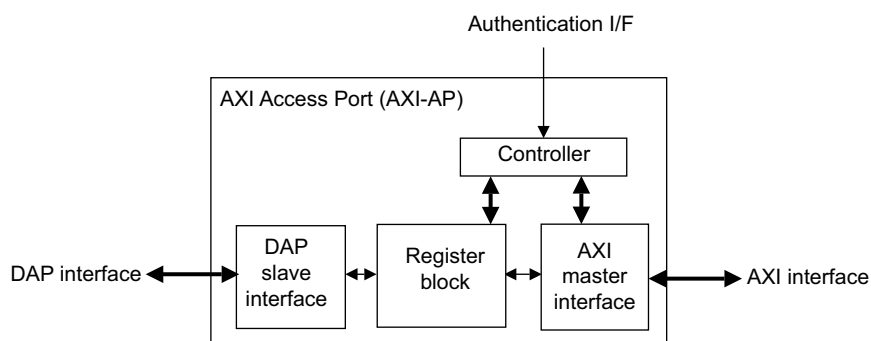 Authentication I/F
AXI Access Port (AXI-AP)
Controller
DAP interface
DAP
slave
interface
Register
block
AXI
master
interface
AXI interface